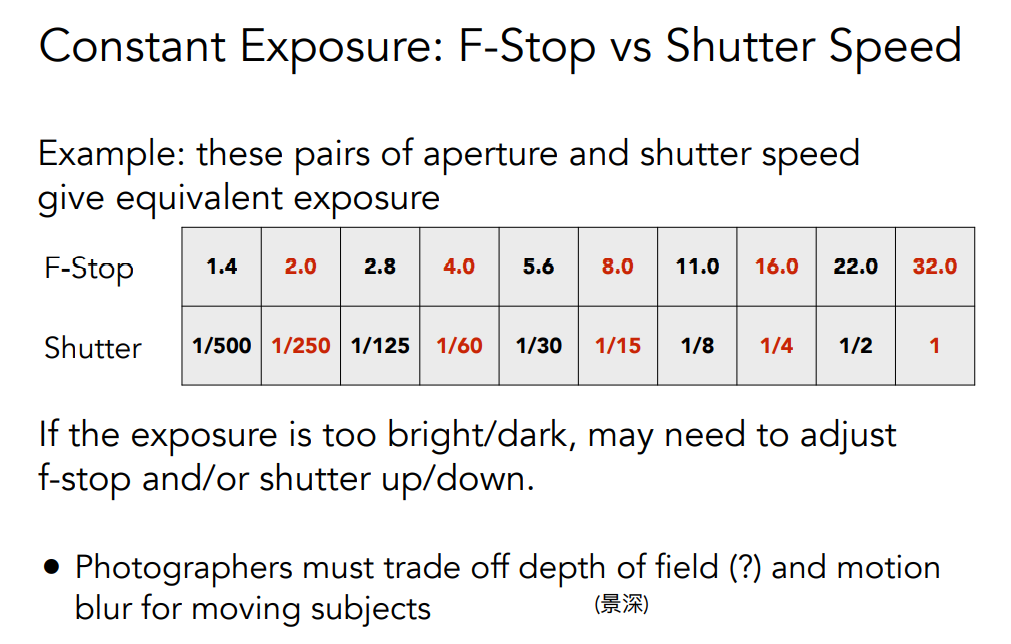 Constant Exposure: F-Stop vs Shutter Speed
Example: these pairs of aperture and shutter speed
give equivalent exposure
F-Stop 1.4 2.0 2.8 4.0 5.6 8.0 11.0 16.0 22.0 32.0
Shutter 1/500 1/250 1/125 1/60 1/30 1/15 1/8 1/4 1/2 1
If the exposure is too bright/dark, may need to adjust
f-stop and/or shutter up/down.
● Photographers must trade off depth of field (?) and motion
blur for moving subjects
(景深)